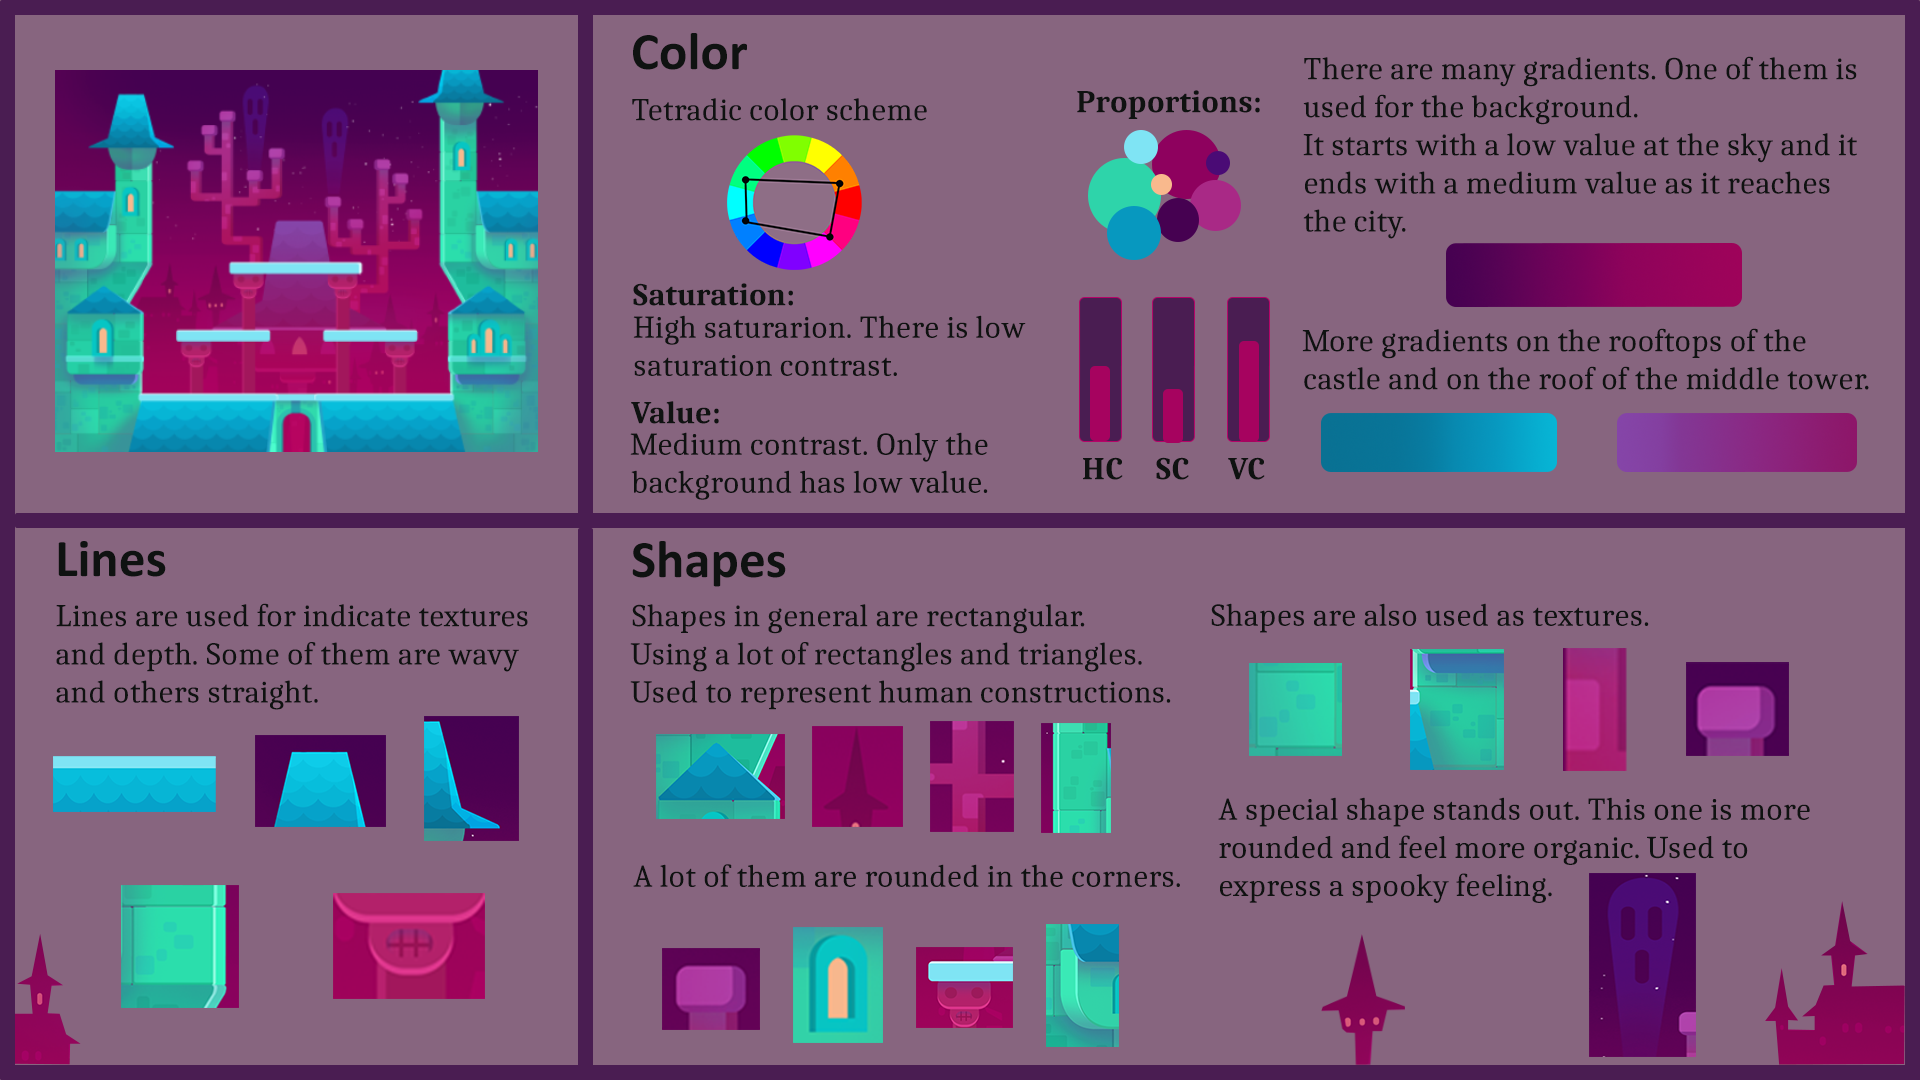 Color
Tetradic color scheme
Saturation:
High saturarion. There is low
saturation contrast.
Value:
Medium contrast. Only the
background has low value.
Proportions:
HC SC VC
There are many gradients. One of them is
used for the background.
It starts with a low value at the sky and it
ends with a medium value as it reaches
the city.
More gradients on the rooftops of the
castle and on the roof of the middle tower.
Lines
Lines are used for indicate textures
and depth. Some of them are wavy
and others straight.
Shapes
Shapes in general are rectangular.
Using a lot of rectangles and triangles.
Used to represent human constructions.
A lot of them are rounded in the corners.
Shapes are also used as textures.
A special shape stands out. This one is more
rounded and feel more organic. Used to
express a spooky feeling.